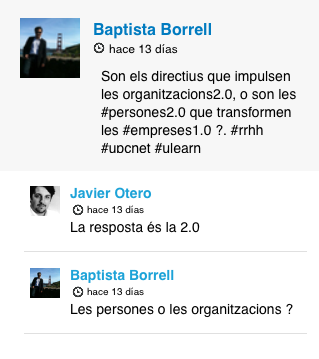 Baptista Borrell
hace 13 días
Son els directius que impulsen
les organitzacions2.0, o son les
#persones2.0 que transformen
les #empreses1.0 ?. #rrhh
#upcnet #ulearn
Javier Otero
hace 13 días
La resposta és la 2.0
Baptista Borrell
hace 13 días
Les persones o les organitzacions ?